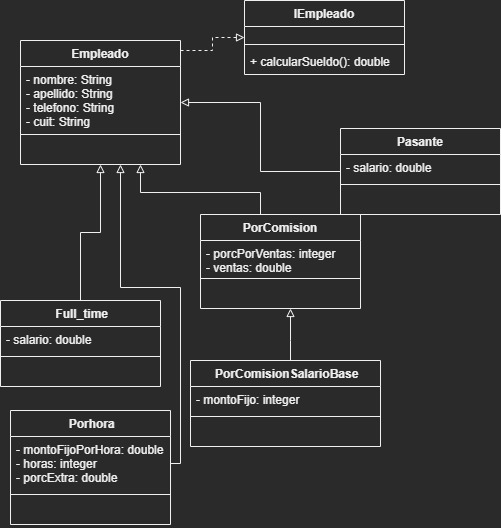 IEmpleado
+ calcularSueldo(): double
Empleado
- nombre: String
- apellido: String
- telefono: String
- cuit: String
Pasante
- salario: double
PorComision
- porcPorVentas: integer
- ventas: double
Full_time
- salario: double
PorComisionSalarioBase
- montoFijo: integer
Porhora
- montoFijoPorHora: double
- horas: integer
- porcExtra: double